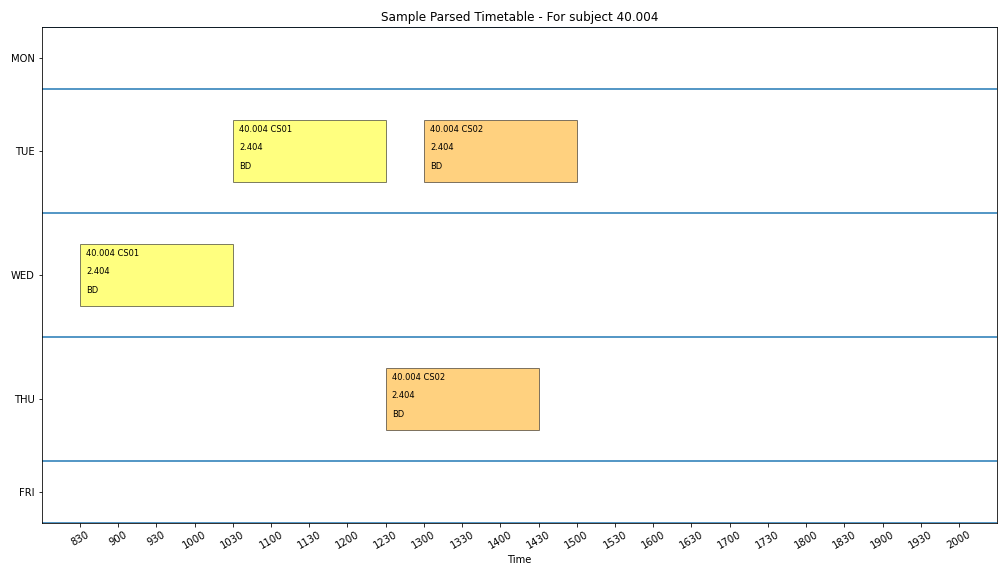 Sample Parsed Timetable - For subject 40.004
MON
TUE
40.004 CS01
2.404
BD
40.004 CS02
2.404
BD
WED
40.004 CS01
2.404
BD
THU
40.004 CS02
2.404
BD
FRI
830 900 930 1000 1030 1100 1130 1200 1230 1300 1330 1400 1430 1500 1530 1600 1630 1700 1730 1800 1830 1900 1930 2000
Time